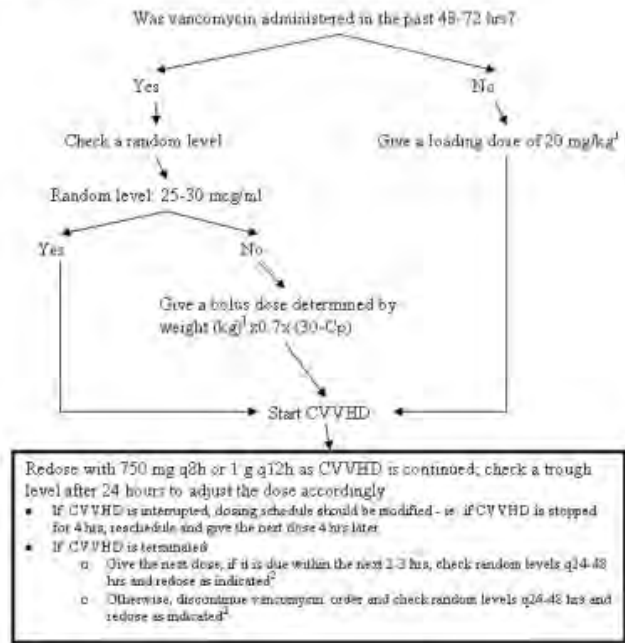 Was vancomycin administered in the past 48-72 hrs?
Yes
No
Check a random level
Give a loading dose of 20 mg/kg¹
Random level: 25-30 mcg/ml
Yes
No
Give a bolus dose determined by
weight (kg)¹ x0.7x (30-Cp)
Start CVVHD
Redose with 750 mg q8h or 1 g q12h as CVVHD is continued; check a trough
level after 24 hours to adjust the dose accordingly
• If CVVHD is interrupted, dosing schedule should be modified - ie. if CVVHD is stopped
for 4 hrs, reschedule and give the next dose 4 hrs later
• If CVVHD is terminated
o Give the next dose, if it is due within the next 2-3 hrs, check random levels q24-48
hrs and redose as indicated²
o Otherwise, discontinue vancomycin order and check random levels q24-48 hrs and
redose as indicated²